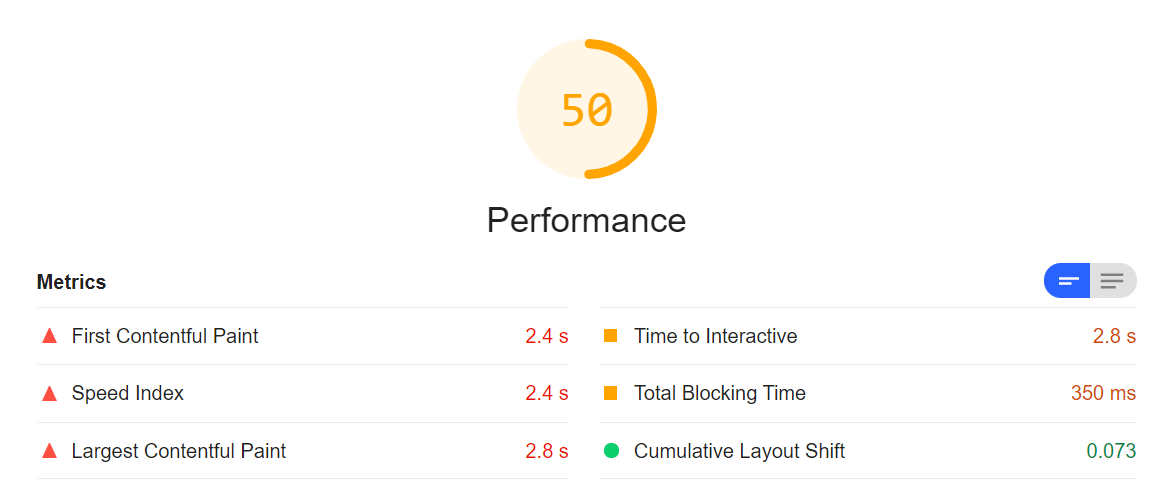 50
Performance
Metrics
First Contentful Paint 2.4 s
Time to Interactive 2.8 s
Speed Index 2.4 s
Total Blocking Time 350 ms
Largest Contentful Paint 2.8 s
Cumulative Layout Shift 0.073